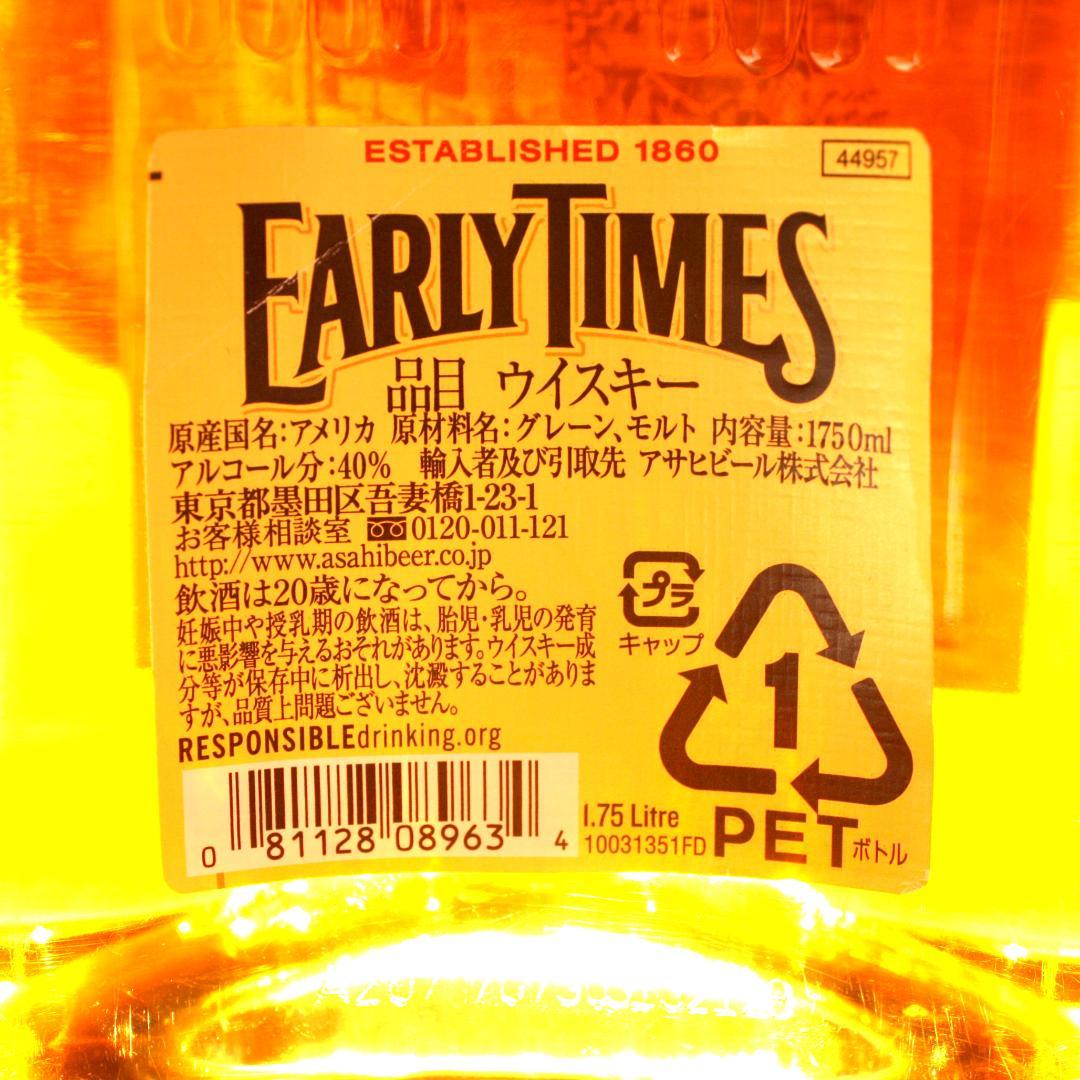 ESTABLISHED 1860
44957
EARLY TIMES
品目 ウイスキー
原産国名:アメリカ 原材料名:グレーン、モルト 内容量:1750ml
アルコール分:40% 輸入者及び引取先 アサヒビール株式会社
東京都墨田区吾妻橋1-23-1
お客様相談室 0120-011-121
http://www.asahibeer.co.jp
飲酒は20歳になってから。
妊娠中や授乳期の飲酒は、胎児・乳児の発育
に悪影響を与えるおそれがあります。ウイスキー成
分等が保存中に析出し、沈澱することがありま
すが、品質上問題ございません。
RESPONSIBLEdrinking.org
プラ
キャップ
1
PETボトル
1.75 Litre
10031351FD
0 81128 08963 4